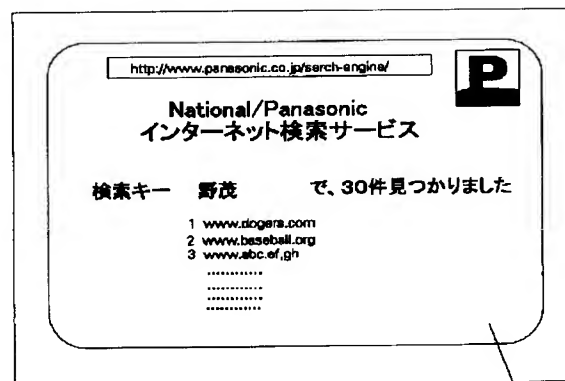 http://www.panasonic.co.jp/serch-engine/
P
National/Panasonic
インターネット検索サービス
検索キー 野茂 で、30件見つかりました
1 www.dogers.com
2 www.baseball.org
3 www.abc.ef,gh
............
............
............
............